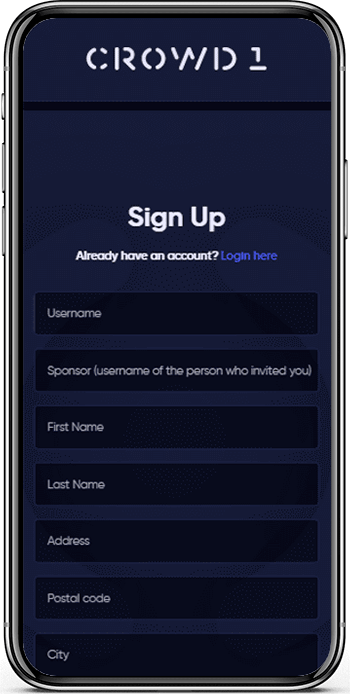 CROWD 1
Sign Up
Already have an account? Login here
Username
Sponsor (username of the person who invited you)
First Name
Last Name
Address
Postal code
City